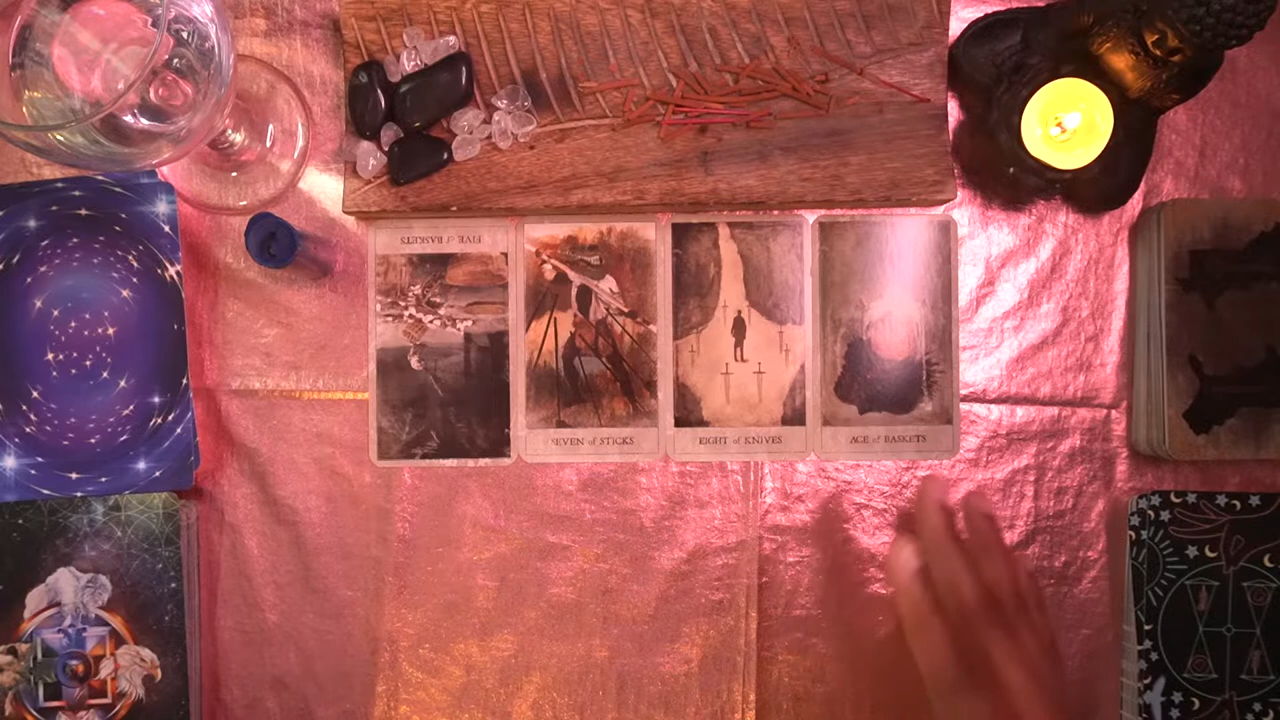 FIVE of BASKETS
SEVEN of STICKS
EIGHT of KNIVES
ACE of BASKETS